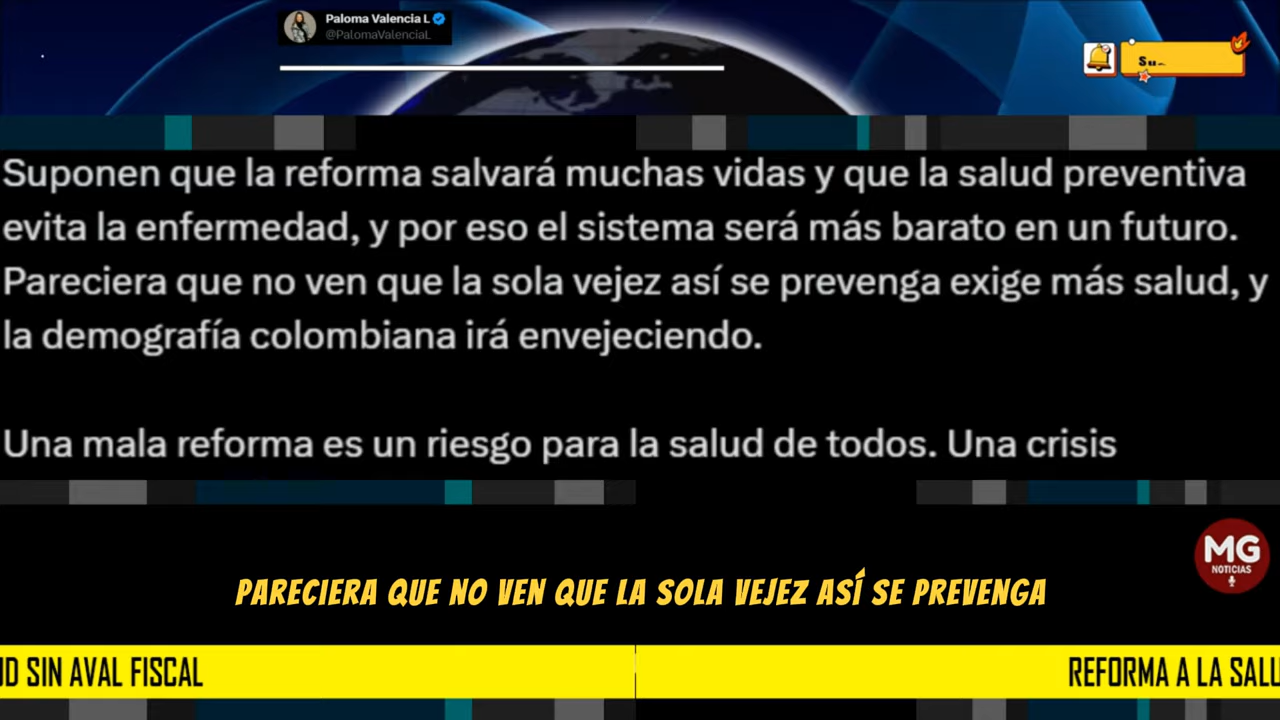 Paloma Valencia L
@PalomaValenciaL
Su
Suponen que la reforma salvará muchas vidas y que la salud preventiva
evita la enfermedad, y por eso el sistema será más barato en un futuro.
Pareciera que no ven que la sola vejez así se prevenga exige más salud, y
la demografía colombiana irá envejeciendo.
Una mala reforma es un riesgo para la salud de todos. Una crisis
MG
NOTICIAS
PARECIERA QUE NO VEN QUE LA SOLA VEJEZ ASÍ SE PREVENGA
UD SIN AVAL FISCAL
REFORMA A LA SALU